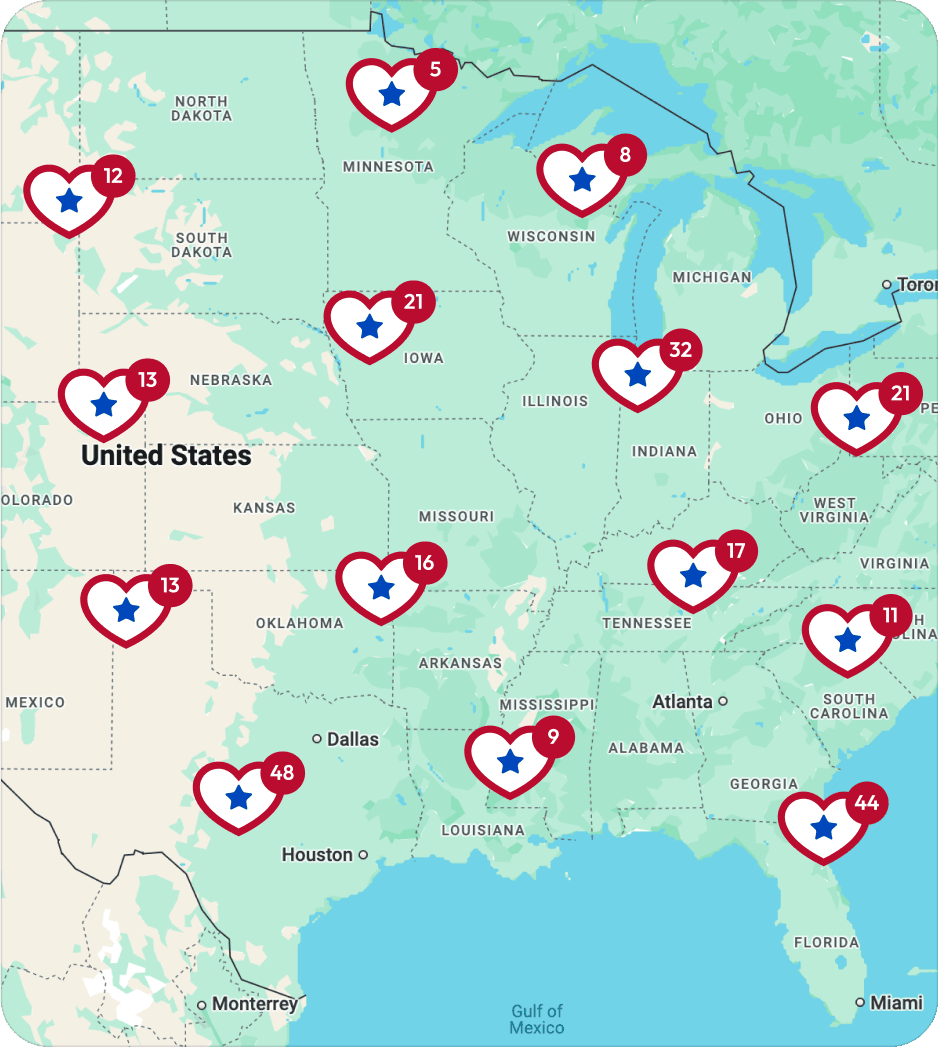 5
NORTH
DAKOTA
8
MINNESOTA
12
WISCONSIN
SOUTH
DAKOTA
MICHIGAN
Toror
21
IOWA
32
NEBRASKA
13
ILLINOIS
21
OHIO
PE
United States
INDIANA
OLORADO
KANSAS
WEST
VIRGINIA
MISSOURI
17
VIRGINIA
16
13
11
H
LINA
OKLAHOMA
TENNESSEE
ARKANSAS
MEXICO
MISSISSIPPI
Atlanta
SOUTH
CAROLINA
Dallas
9
ALABAMA
48
GEORGIA
44
LOUISIANA
Houston
FLORIDA
Monterrey
Miami
Gulf of
Mexico